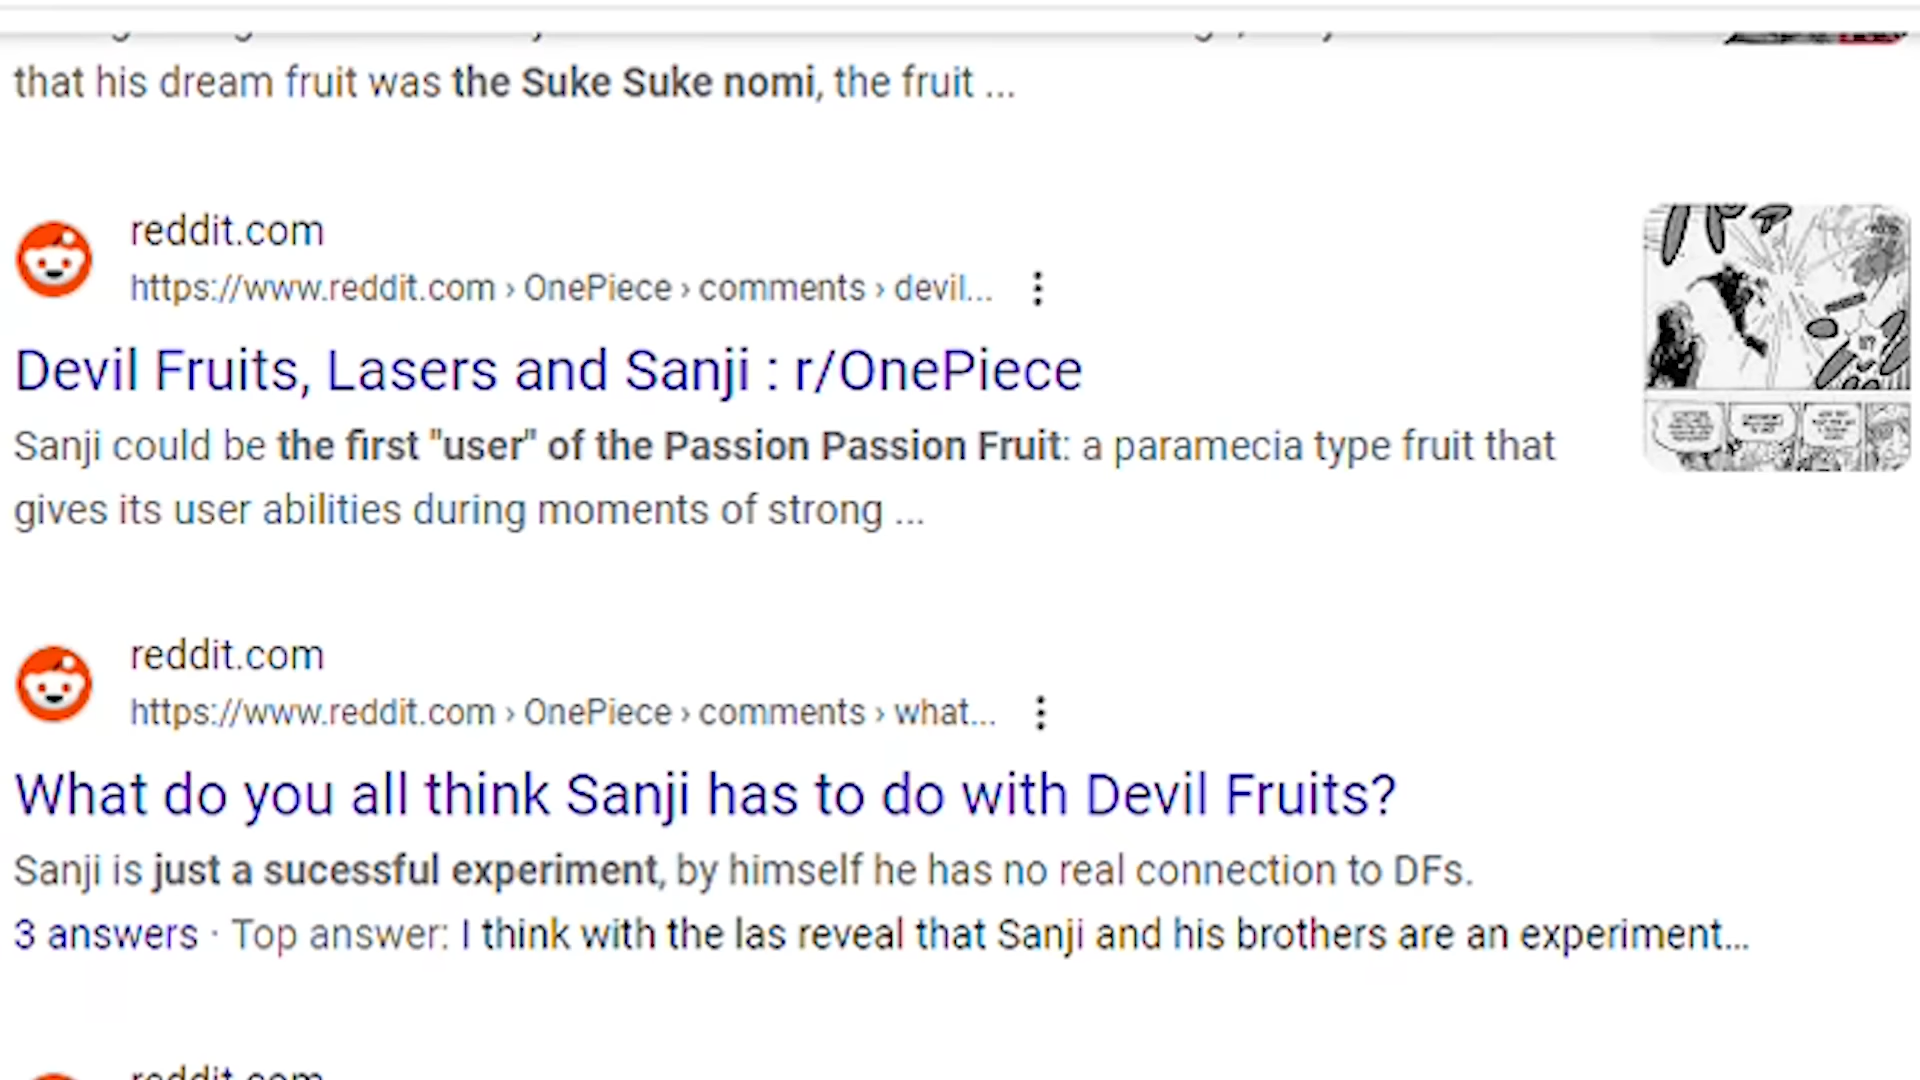 that his dream fruit was the Suke Suke nomi, the fruit ...
reddit.com
https://www.reddit.com › OnePiece › comments › devil...
Devil Fruits, Lasers and Sanji : r/OnePiece
Sanji could be the first "user" of the Passion Passion Fruit: a paramecia type fruit that
gives its user abilities during moments of strong ...
reddit.com
https://www.reddit.com › OnePiece › comments › what...
What do you all think Sanji has to do with Devil Fruits?
Sanji is just a sucessful experiment, by himself he has no real connection to DFs.
3 answers · Top answer: I think with the las reveal that Sanji and his brothers are an experiment...
reddit.com